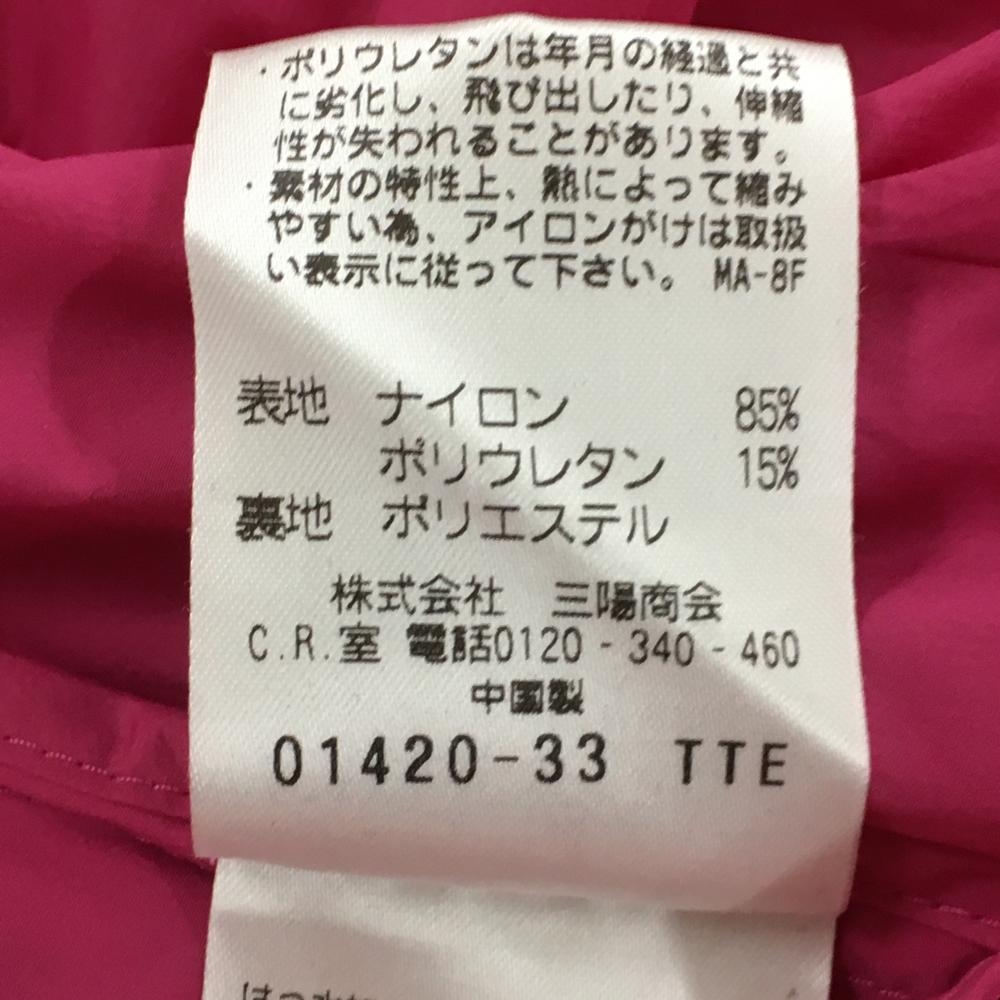 ・ポリウレタンは年月の経過と共
に劣化し、飛び出したり、伸縮
性が失われることがあります。
・素材の特性上、熱によって縮み
やすい為、アイロンがけは取扱
い表示に従って下さい。 MA-8F
表地 ナイロン 85%
ポリウレタン 15%
裏地 ポリエステル
株式会社 三陽商会
C.R.室 電話0120-340-460
中国製
01420-33 TTE